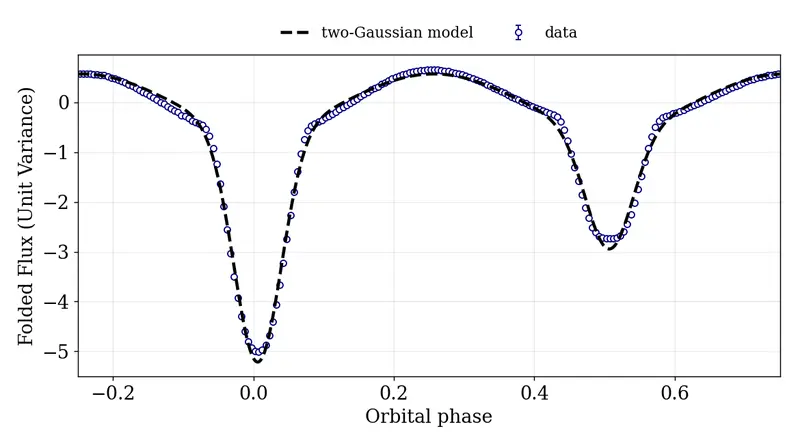 two-Gaussian model data
Folded Flux (Unit Variance)
0
−1
−2
−3
−4
−5
−0.2 0.0 0.2 0.4 0.6
Orbital phase